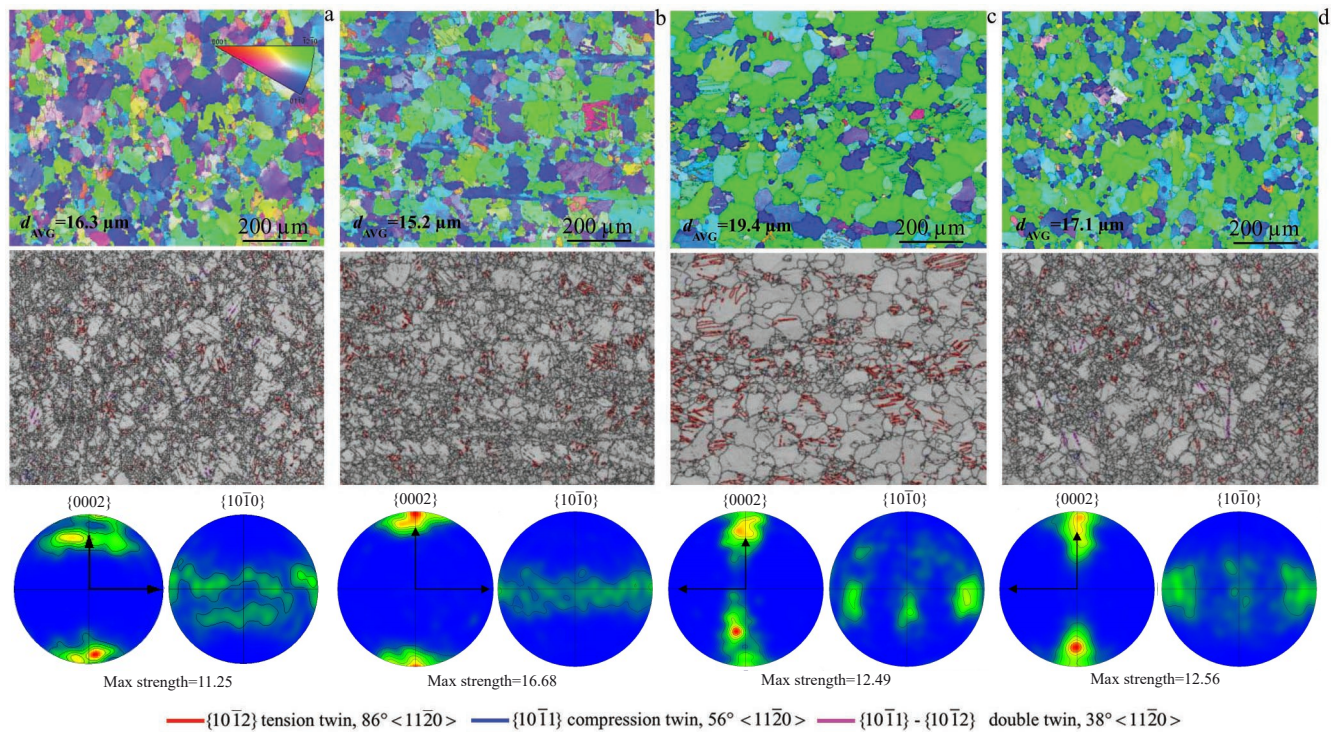 a
b
c
d
0001
d_AVG=16.3 μm
200 μm
d_AVG=15.2 μm
200 μm
d_AVG=19.4 μm
200 μm
d_AVG=17.1 μm
200 μm
{0002} {101̄0} {0002} {101̄0} {0002} {101̄0} {0002} {101̄0}
Max strength=11.25 Max strength=16.68 Max strength=12.49 Max strength=12.56
{101̄2} tension twin, 86° <112̄0> {101̄1} compression twin, 56° <112̄0> {101̄1} - {101̄2} double twin, 38° <112̄0>